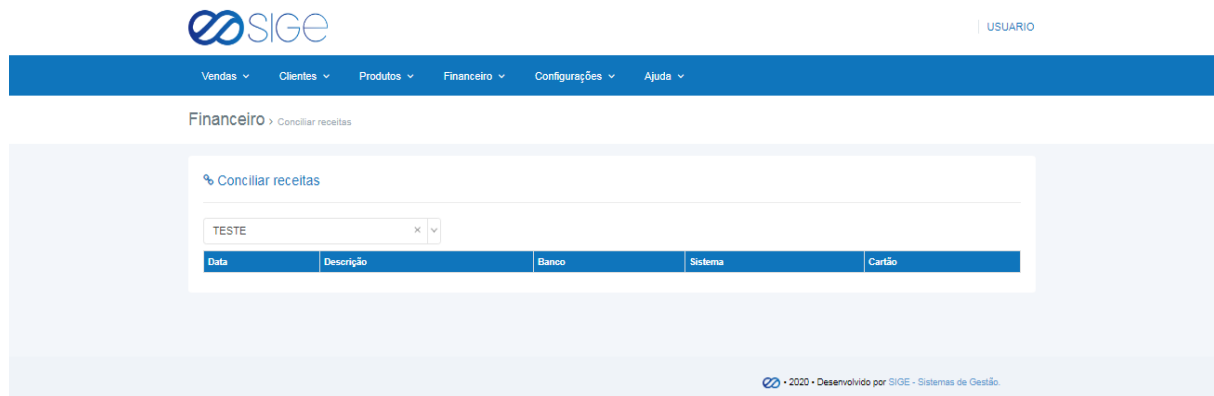 SIGE
USUARIO
Vendas Clientes Produtos Financeiro Configurações Ajuda
Financeiro › Conciliar receitas
Conciliar receitas
TESTE
Data Descrição Banco Sistema Cartão
• 2020 • Desenvolvido por SIGE - Sistemas de Gestão.